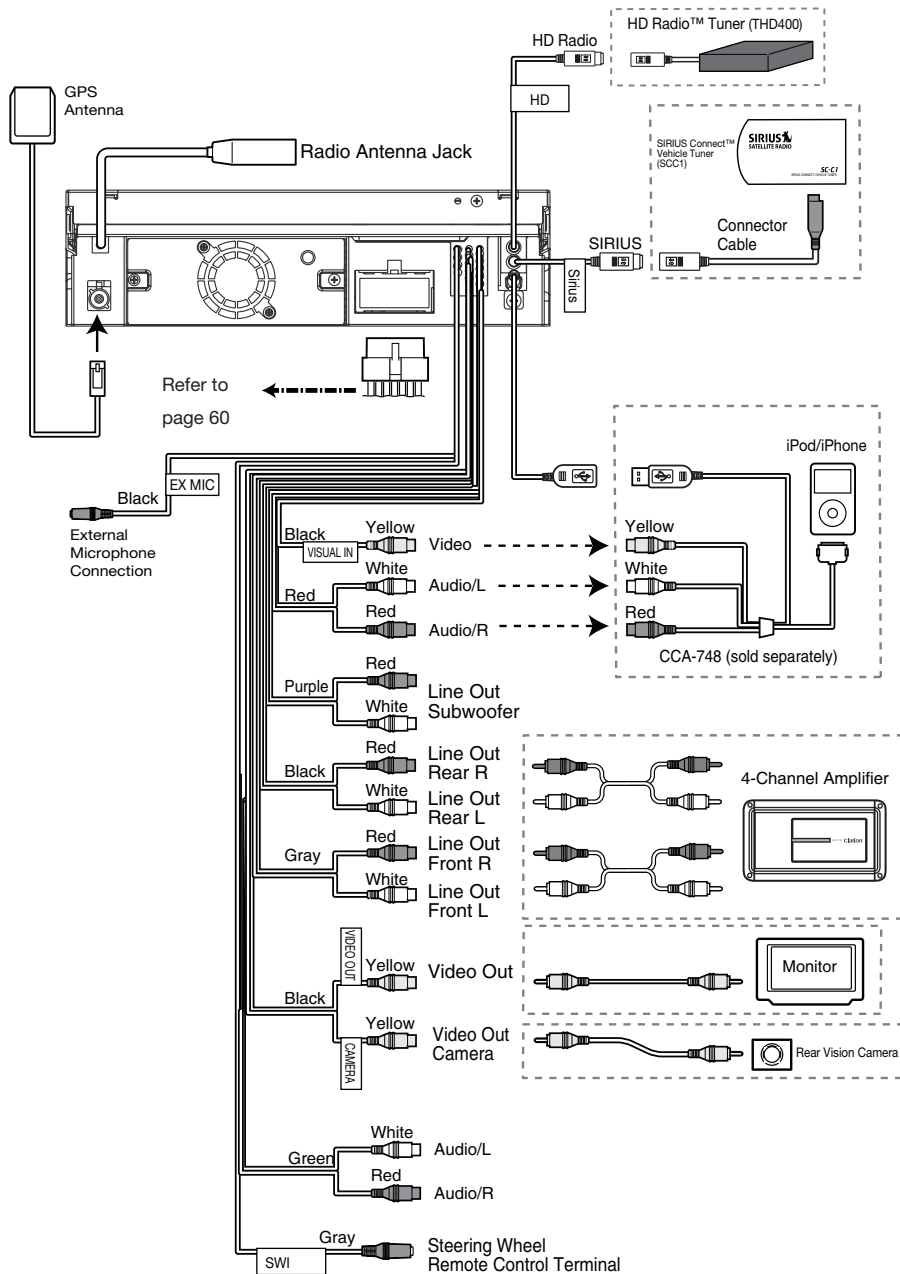 HD Radio™ Tuner (THD400)
HD Radio
HD
GPS
Antenna
Radio Antenna Jack
SIRIUS Connect™
Vehicle Tuner
(SCC1)
SIRIUS
SATELLITE RADIO
SC-C1
SIRIUS CONNECT VEHICLE TUNER
Connector
Cable
SIRIUS
Sirius
Refer to
page 60
iPod/iPhone
EX MIC
Black
External
Microphone
Connection
Black
VISUAL IN
Yellow
Video
Yellow
White
Audio/L
White
Red
Red
Audio/R
Red
CCA-748 (sold separately)
Purple
Red
White
Line Out
Subwoofer
Black
Red
Line Out
Rear R
White
Line Out
Rear L
4-Channel Amplifier
Clarion
Gray
Red
Line Out
Front R
White
Line Out
Front L
VIDEO OUT
Yellow
Video Out
Monitor
Black
CAMERA
Yellow
Video Out
Camera
Rear Vision Camera
Green
White
Audio/L
Red
Audio/R
SWI
Gray
Steering Wheel
Remote Control Terminal